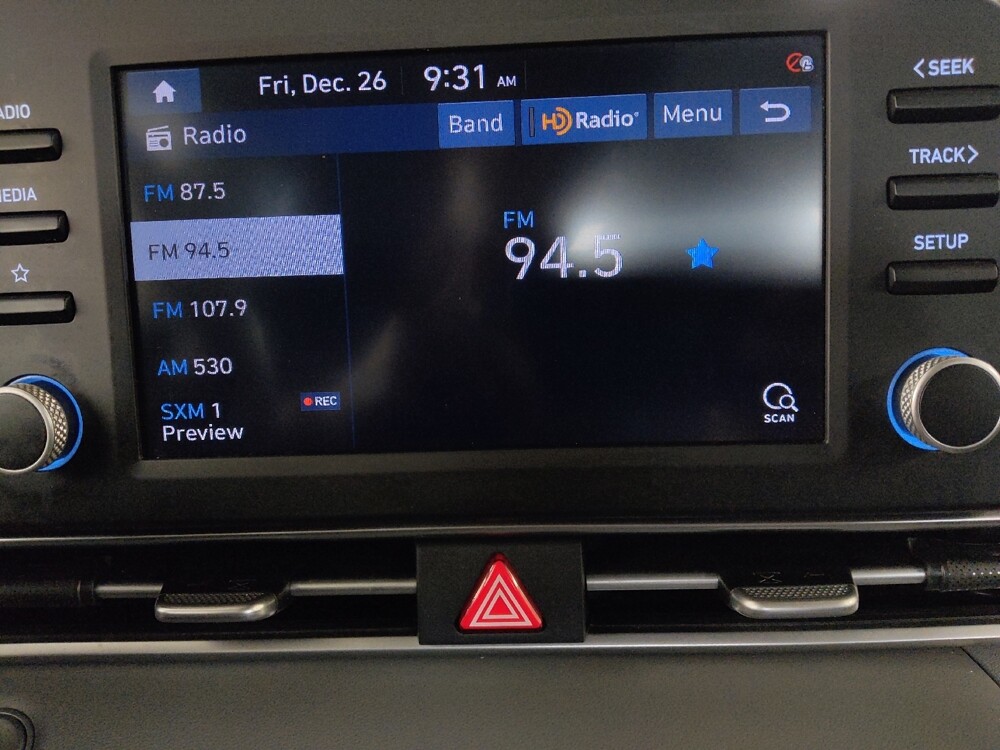 Fri, Dec. 26 9:31 AM
Radio Band HD Radio® Menu
FM 87.5
FM 94.5
FM 107.9
AM 530
SXM 1 REC
Preview
FM
94.5
SCAN
ADIO
EDIA
<SEEK
TRACK>
SETUP